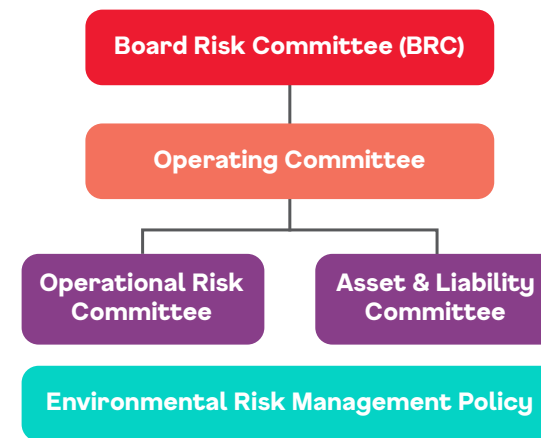 Board Risk Committee (BRC)
Operating Committee
Operational Risk
Committee
Asset & Liability
Committee
Environmental Risk Management Policy